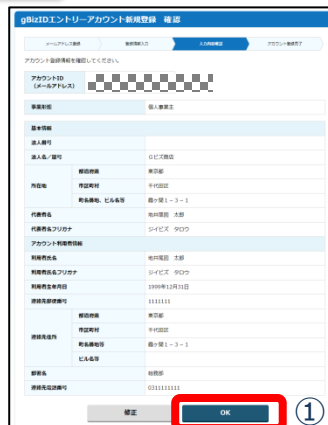 gBizIDエントリーアカウント新規登録 確認
メールアドレス登録 基本情報入力 入力内容確認 アカウント登録完了
アカウント登録情報を確認してください。
アカウントID
(メールアドレス)
事業形態 個人事業主
基本情報
法人番号
法人名/屋号 Gビズ商店
所在地 都道府県 東京都
市区町村 千代田区
町名番地、ビル名等 霞が関1-3-1
代表者名 太郎
代表者名フリガナ ジイビズ タロウ
アカウント利用者情報
利用者氏名 太郎
利用者氏名フリガナ ジイビズ タロウ
利用者生年月日 1999年12月31日
連絡先郵便番号 1111111
連絡先住所 都道府県 東京都
市区町村 千代田区
町名番地等 霞が関1-3-1
ビル名等
部署名 総務部
連絡先電話番号 0311111111
修正 OK ①